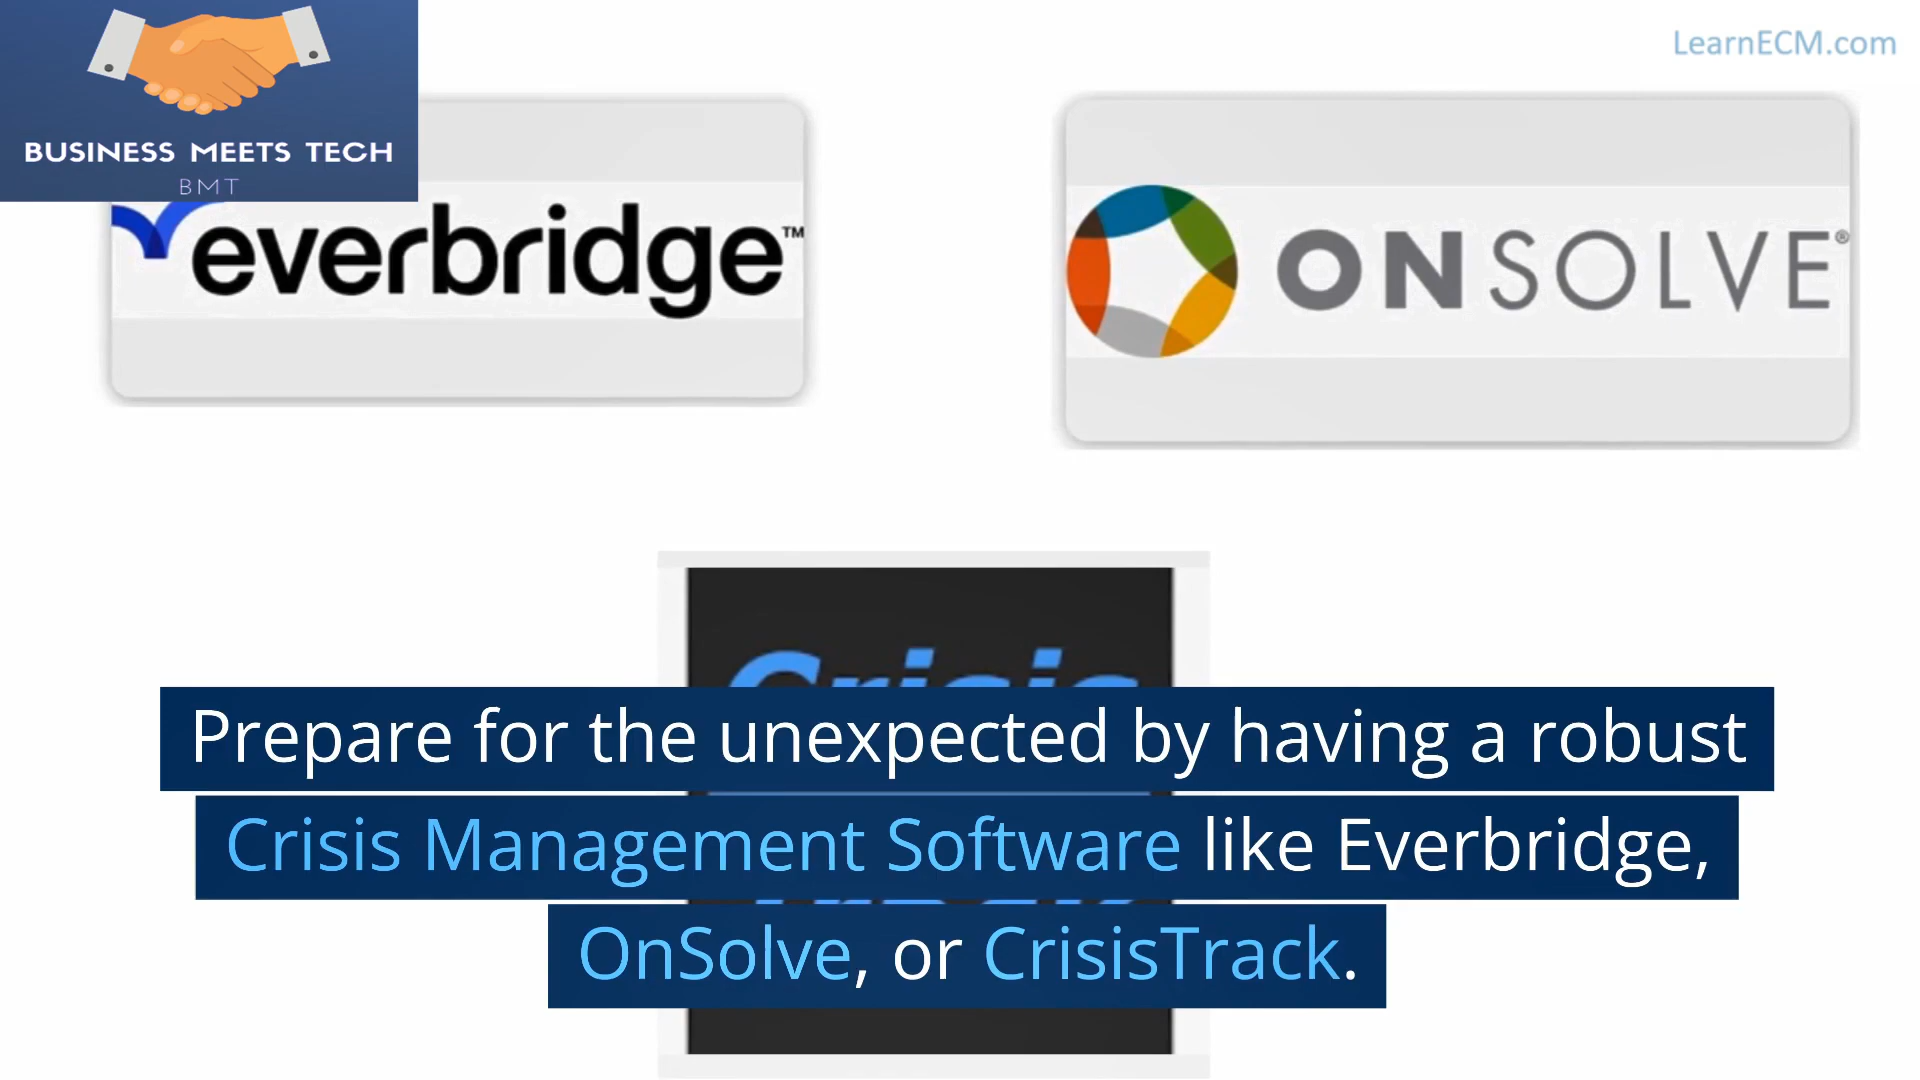 LearnECM.com
BUSINESS MEETS TECH
BMT
everbridge™
ONSOLVE®
Crisis
Prepare for the unexpected by having a robust
Crisis Management Software like Everbridge,
OnSolve, or CrisisTrack.